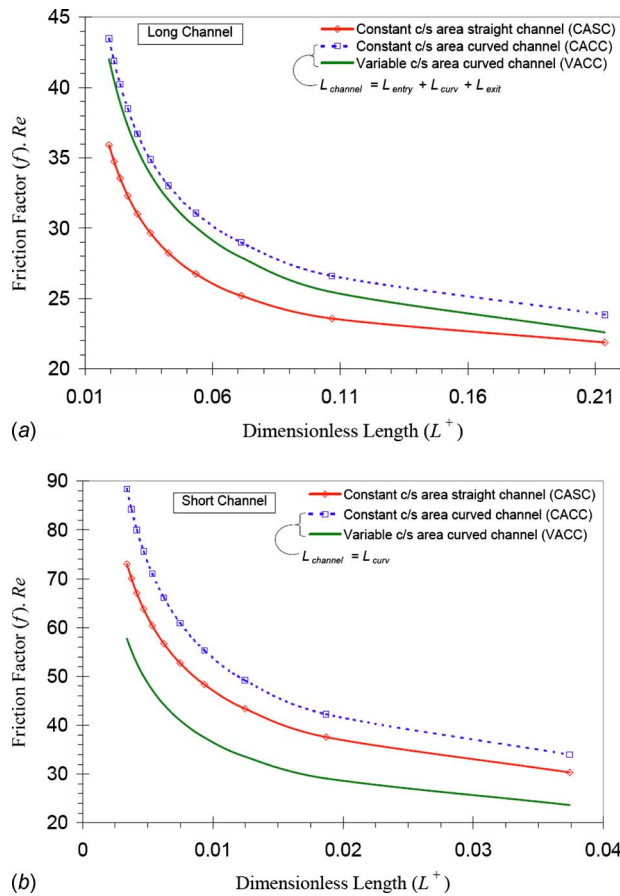 45
40
35
30
25
20
Friction Factor (f). Re
Long Channel
Constant c/s area straight channel (CASC)
Constant c/s area curved channel (CACC)
Variable c/s area curved channel (VACC)
L channel = L entry + L curv + L exit
0.01 0.06 0.11 0.16 0.21
(a) Dimensionless Length (L +)
90
80
70
60
50
40
30
20
Friction Factor (f). Re
Short Channel
Constant c/s area straight channel (CASC)
Constant c/s area curved channel (CACC)
Variable c/s area curved channel (VACC)
L channel = L curv
0 0.01 0.02 0.03 0.04
(b) Dimensionless Length (L +)